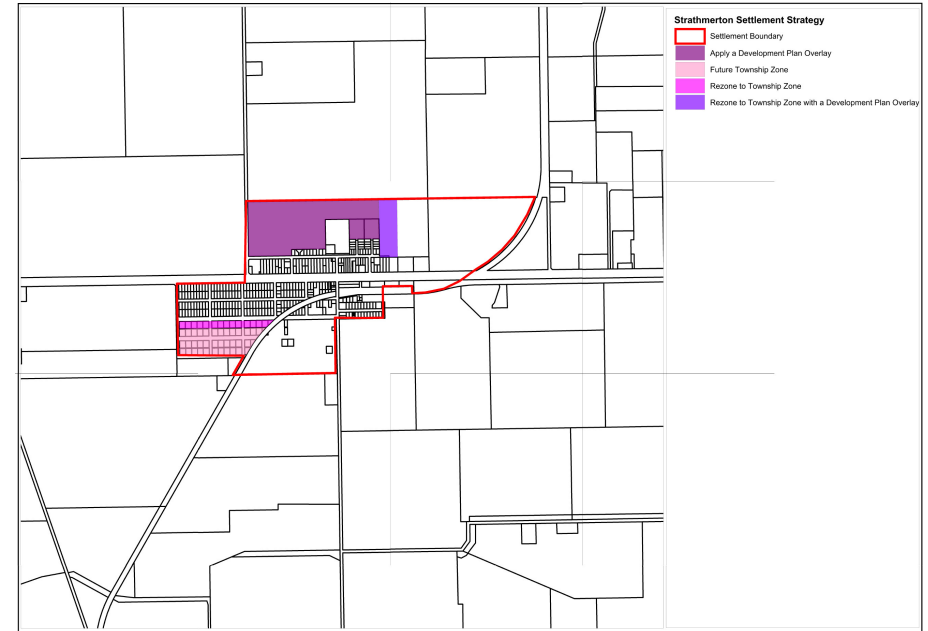 Strathmerton Settlement Strategy
Settlement Boundary
Apply a Development Plan Overlay
Future Township Zone
Rezone to Township Zone
Rezone to Township Zone with a Development Plan Overlay